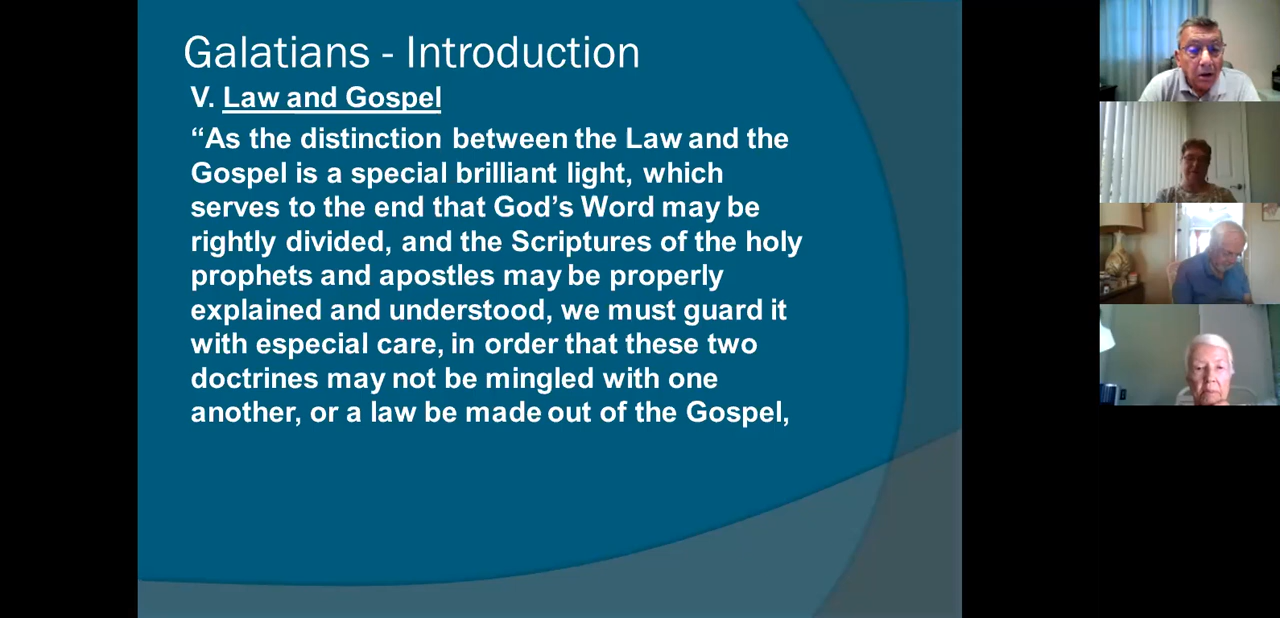 Galatians - Introduction
V. Law and Gospel
“As the distinction between the Law and the
Gospel is a special brilliant light, which
serves to the end that God’s Word may be
rightly divided, and the Scriptures of the holy
prophets and apostles may be properly
explained and understood, we must guard it
with especial care, in order that these two
doctrines may not be mingled with one
another, or a law be made out of the Gospel,